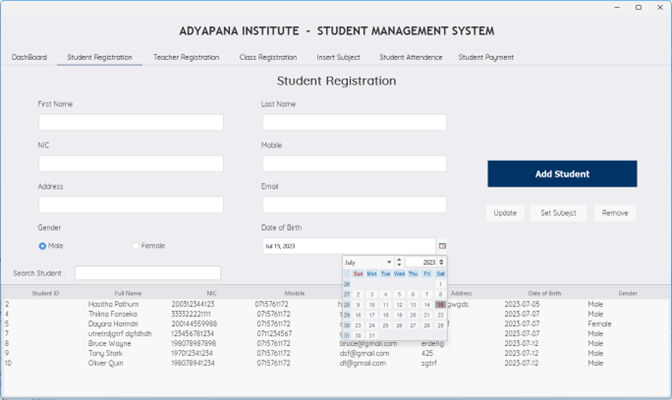 ADYAPANA INSTITUTE - STUDENT MANAGEMENT SYSTEM
DashBoard Student Registration Teacher Registration Class Registration Insert Subject Student Attendence Student Payment
Student Registration
First Name Last Name
NIC Mobile
Address Email
Add Student
Update Set Subejct Remove
Gender Date of Birth
Male Female Jul 15, 2023
July 2023
Sun Mon Tue Wed Thu Fri Sat
26 1
27 2 3 4 5 6 7 8
28 9 10 11 12 13 14 15
29 16 17 18 19 20 21 22
30 23 24 25 26 27 28 29
31 30 31
Search Student :
Student ID Full Name NIC Mobile Address Date of Birth Gender
2 Hasitha Pathum 200312344123 0715761172 gwgds 2023-07-05 Male
4 Thilina Fonseka 333322221111 0715761172 2023-07-07 Male
5 Dayara Harindri 200144559988 0715761172 2023-07-07 Female
7 utretrdjgtrf dgfdhdh 123456781234 0711234567 2023-07-07 Male
8 Bruce Wayne 198078987898 0715761172 bruce@gmail.com erdehg 2023-07-12 Male
9 Tony Stark 197012341234 0715761172 dsf@gmail.com 425 2023-07-12 Male
10 Oliver Quin 198078941234 0715761172 df@gmail.com sgtrf 2023-07-12 Male